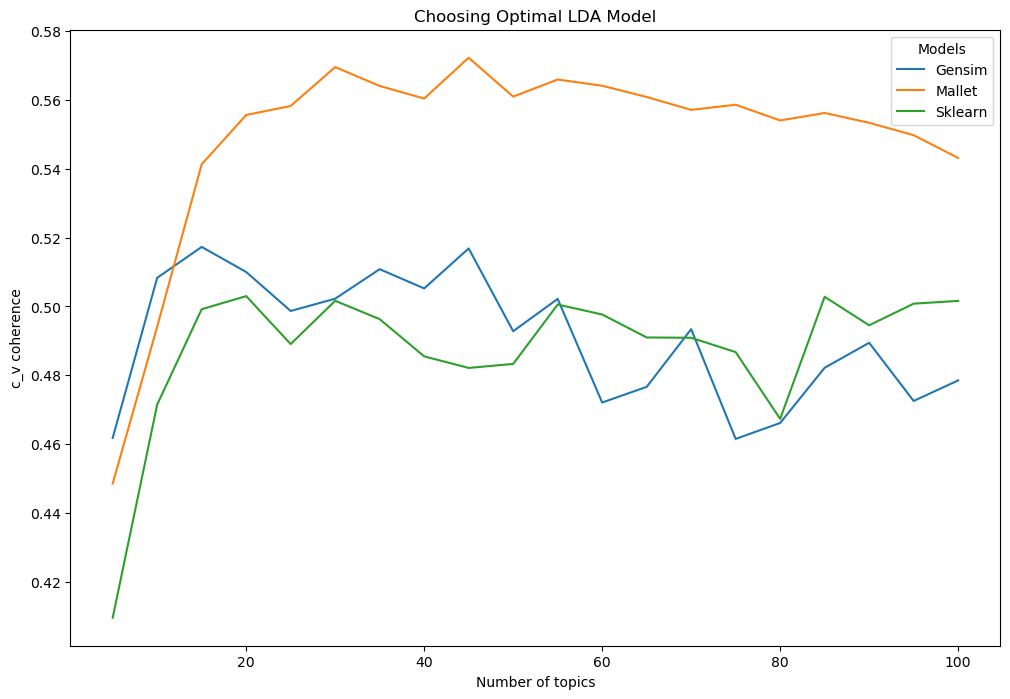 Choosing Optimal LDA Model
Models
Gensim
Mallet
Sklearn
0.58
0.56
0.54
0.52
0.50
0.48
0.46
0.44
0.42
c_v coherence
20 40 60 80 100
Number of topics